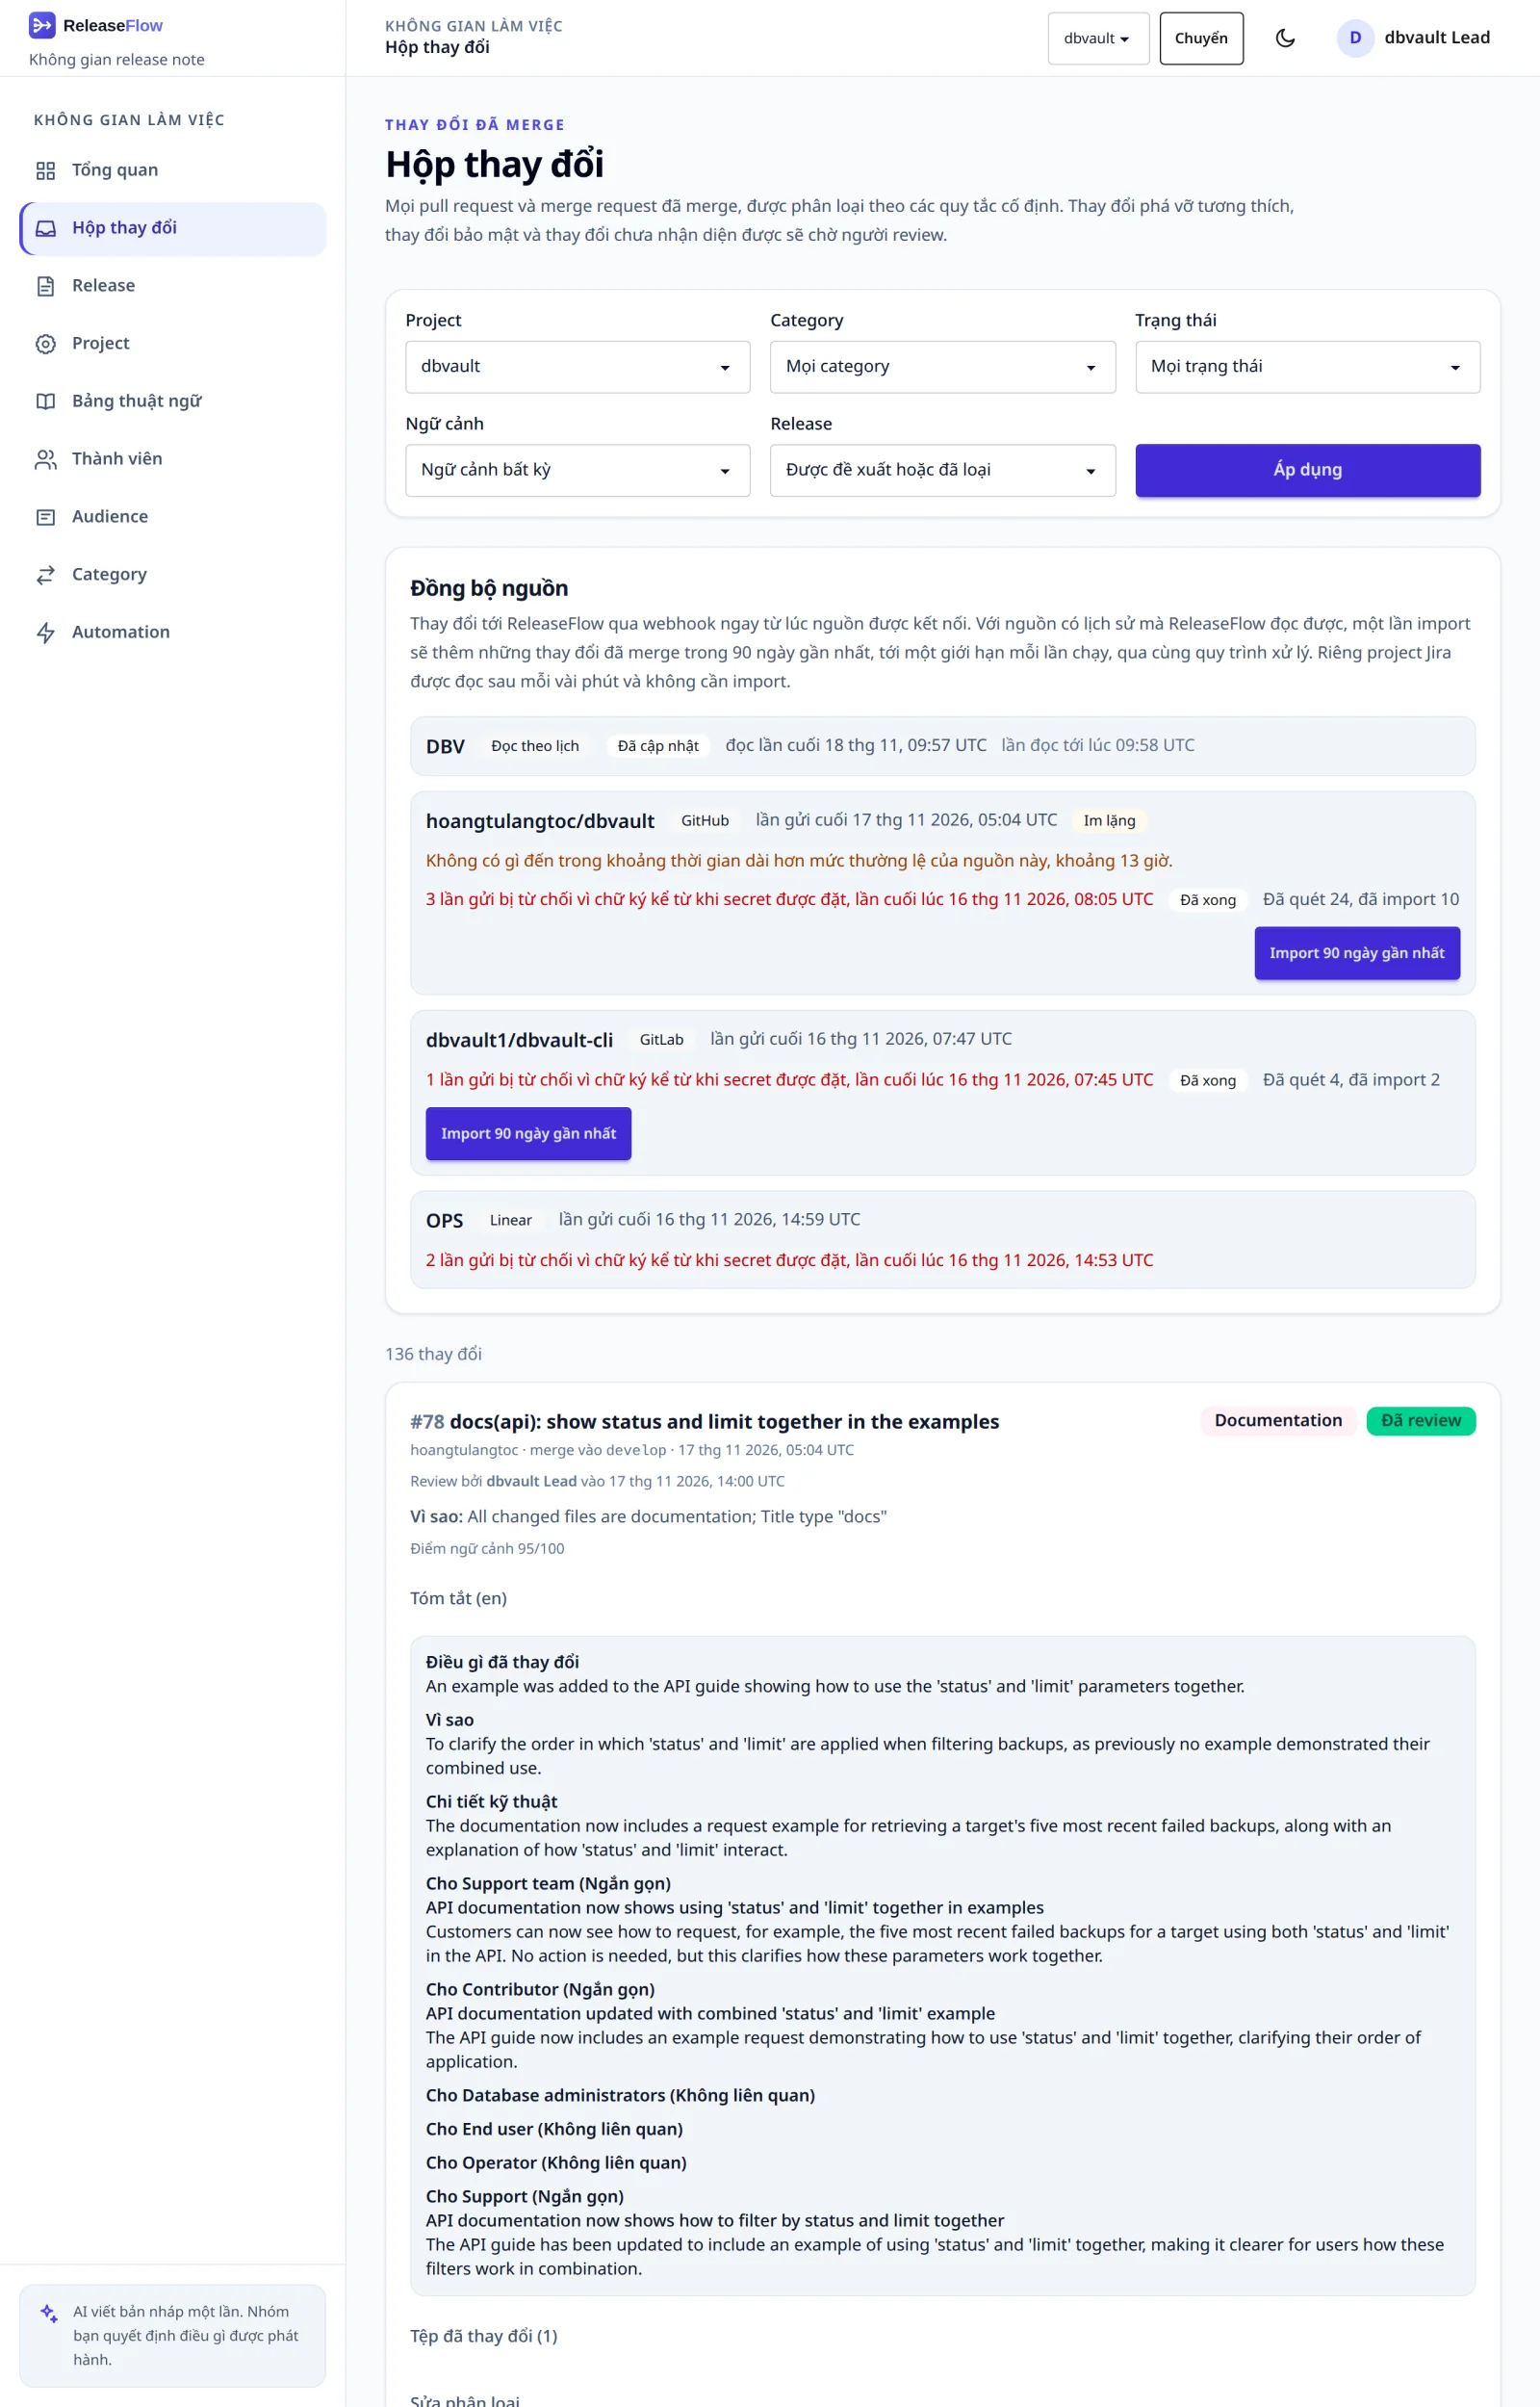 ReleaseFlow
Không gian release note
KHÔNG GIAN LÀM VIỆC
Hộp thay đổi
dbvault
Chuyển
D
dbvault Lead
KHÔNG GIAN LÀM VIỆC
Tổng quan
Hộp thay đổi
Release
Project
Bảng thuật ngữ
Thành viên
Audience
Category
Automation
AI viết bản nháp một lần. Nhóm
bạn quyết định điều gì được phát
hành.
THAY ĐỔI ĐÃ MERGE
Hộp thay đổi
Mọi pull request và merge request đã merge, được phân loại theo các quy tắc cố định. Thay đổi phá vỡ tương thích,
thay đổi bảo mật và thay đổi chưa nhận diện được sẽ chờ người review.
Project
Category
Trạng thái
dbvault
Mọi category
Mọi trạng thái
Ngữ cảnh
Release
Ngữ cảnh bất kỳ
Được đề xuất hoặc đã loại
Áp dụng
Đồng bộ nguồn
Thay đổi tới ReleaseFlow qua webhook ngay từ lúc nguồn được kết nối. Với nguồn có lịch sử mà ReleaseFlow đọc được, một lần import
sẽ thêm những thay đổi đã merge trong 90 ngày gần nhất, tới một giới hạn mỗi lần chạy, qua cùng quy trình xử lý. Riêng project Jira
được đọc sau mỗi vài phút và không cần import.
DBV Đọc theo lịch Đã cập nhật đọc lần cuối 18 thg 11, 09:57 UTC lần đọc tới lúc 09:58 UTC
hoangtulangtoc/dbvault GitHub lần gửi cuối 17 thg 11 2026, 05:04 UTC Im lặng
Không có gì đến trong khoảng thời gian dài hơn mức thường lệ của nguồn này, khoảng 13 giờ.
3 lần gửi bị từ chối vì chữ ký kể từ khi secret được đặt, lần cuối lúc 16 thg 11 2026, 08:05 UTC Đã xong Đã quét 24, đã import 10
Import 90 ngày gần nhất
dbvault1/dbvault-cli GitLab lần gửi cuối 16 thg 11 2026, 07:47 UTC
1 lần gửi bị từ chối vì chữ ký kể từ khi secret được đặt, lần cuối lúc 16 thg 11 2026, 07:45 UTC Đã xong Đã quét 4, đã import 2
Import 90 ngày gần nhất
OPS Linear lần gửi cuối 16 thg 11 2026, 14:59 UTC
2 lần gửi bị từ chối vì chữ ký kể từ khi secret được đặt, lần cuối lúc 16 thg 11 2026, 14:53 UTC
136 thay đổi
#78 docs(api): show status and limit together in the examples Documentation Đã review
hoangtulangtoc · merge vào develop · 17 thg 11 2026, 05:04 UTC
Review bởi dbvault Lead vào 17 thg 11 2026, 14:00 UTC
Vì sao: All changed files are documentation; Title type "docs"
Điểm ngữ cảnh 95/100
Tóm tắt (en)
Điều gì đã thay đổi
An example was added to the API guide showing how to use the 'status' and 'limit' parameters together.
Vì sao
To clarify the order in which 'status' and 'limit' are applied when filtering backups, as previously no example demonstrated their
combined use.
Chi tiết kỹ thuật
The documentation now includes a request example for retrieving a target's five most recent failed backups, along with an
explanation of how 'status' and 'limit' interact.
Cho Support team (Ngắn gọn)
API documentation now shows using 'status' and 'limit' together in examples
Customers can now see how to request, for example, the five most recent failed backups for a target using both 'status' and 'limit'
in the API. No action is needed, but this clarifies how these parameters work together.
Cho Contributor (Ngắn gọn)
API documentation updated with combined 'status' and 'limit' example
The API guide now includes an example request demonstrating how to use 'status' and 'limit' together, clarifying their order of
application.
Cho Database administrators (Không liên quan)
Cho End user (Không liên quan)
Cho Operator (Không liên quan)
Cho Support (Ngắn gọn)
API documentation now shows how to filter by status and limit together
The API guide has been updated to include an example of using 'status' and 'limit' together, making it clearer for users how these
filters work in combination.
Tệp đã thay đổi (1)
Sửa phân loại